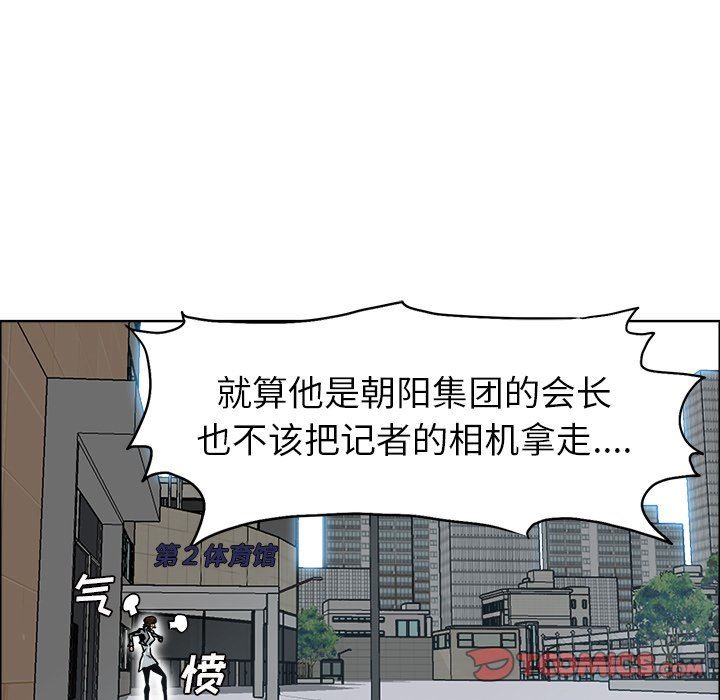 就算他是朝阳集团的会长
也不该把记者的相机拿走....
第2体育馆
气
愤
TOOMICS.COM